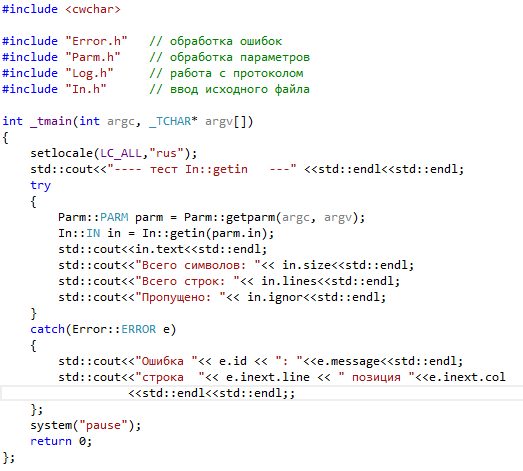 #include <cwchar>

#include "Error.h"   // обработка ошибок
#include "Parm.h"    // обработка параметров
#include "Log.h"     // работа с протоколом
#include "In.h"      // ввод исходного файла

int _tmain(int argc, _TCHAR* argv[])
{
    setlocale(LC_ALL,"rus");
    std::cout<<"---- тест In::getin   ---" <<std::endl<<std::endl;
    try
    {
        Parm::PARM parm = Parm::getparm(argc, argv);
        In::IN in = In::getin(parm.in);
        std::cout<<in.text<<std::endl;
        std::cout<<"Всего символов: "<< in.size<<std::endl;
        std::cout<<"Всего строк: "<< in.lines<<std::endl;
        std::cout<<"Пропущено: "<< in.ignor<<std::endl;
    }
    catch(Error::ERROR e)
    {
        std::cout<<"Ошибка "<< e.id << ": "<<e.message<<std::endl;
        std::cout<<"строка  "<< e.inext.line << " позиция "<<e.inext.col
                  <<std::endl<<std::endl;;
    };
    system("pause");
    return 0;
};